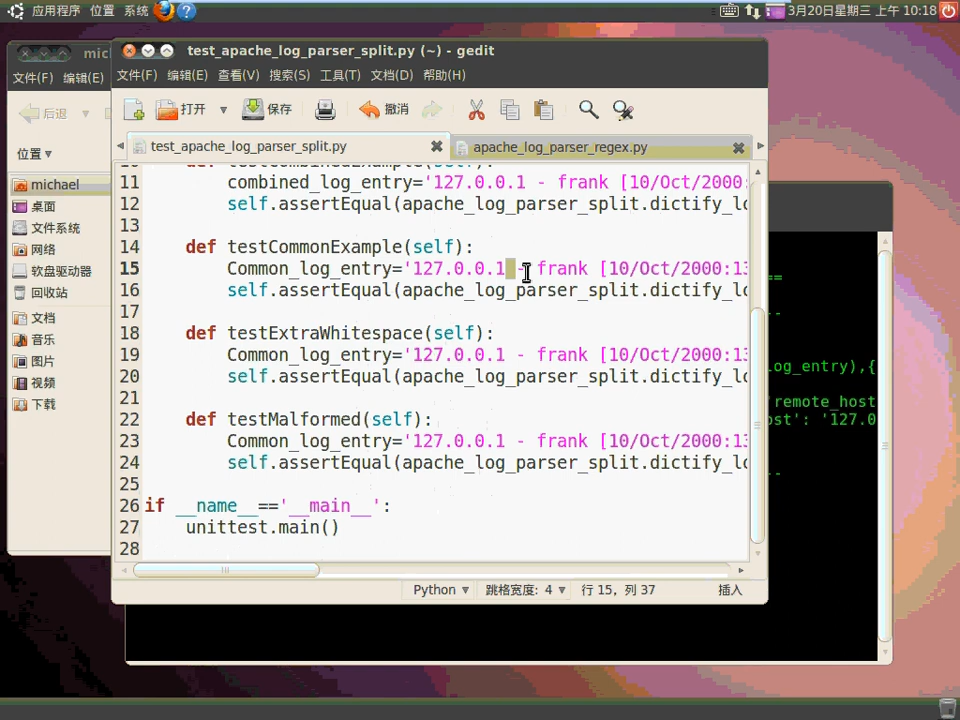 应用程序 位置 系统
3月20日星期三 上午 10:18
test_apache_log_parser_split.py (~) - gedit
文件(F) 编辑(E) 查看(V) 搜索(S) 工具(T) 文档(D) 帮助(H)
打开 保存 撤消
test_apache_log_parser_split.py
apache_log_parser_regex.py
11 combined_log_entry='127.0.0.1 - frank [10/Oct/2000:
12 self.assertEqual(apache_log_parser_split.dictify_lo
13
14 def testCommonExample(self):
15 Common_log_entry='127.0.0.1 - frank [10/Oct/2000:13
16 self.assertEqual(apache_log_parser_split.dictify_lo
17
18 def testExtraWhitespace(self):
19 Common_log_entry='127.0.0.1 - frank [10/Oct/2000:13
20 self.assertEqual(apache_log_parser_split.dictify_lo
21
22 def testMalformed(self):
23 Common_log_entry='127.0.0.1 - frank [10/Oct/2000:13
24 self.assertEqual(apache_log_parser_split.dictify_lo
25
26 if __name__=='__main__':
27 unittest.main()
28
Python 跳格宽度: 4 行 15, 列 37 插入
mic
文件(F) 编辑(E)
后退
位置
michael
桌面
文件系统
网络
软盘驱动器
回收站
文档
音乐
图片
视频
下载
==
--
log_entry),{
'remote_host
ost': '127.0
--